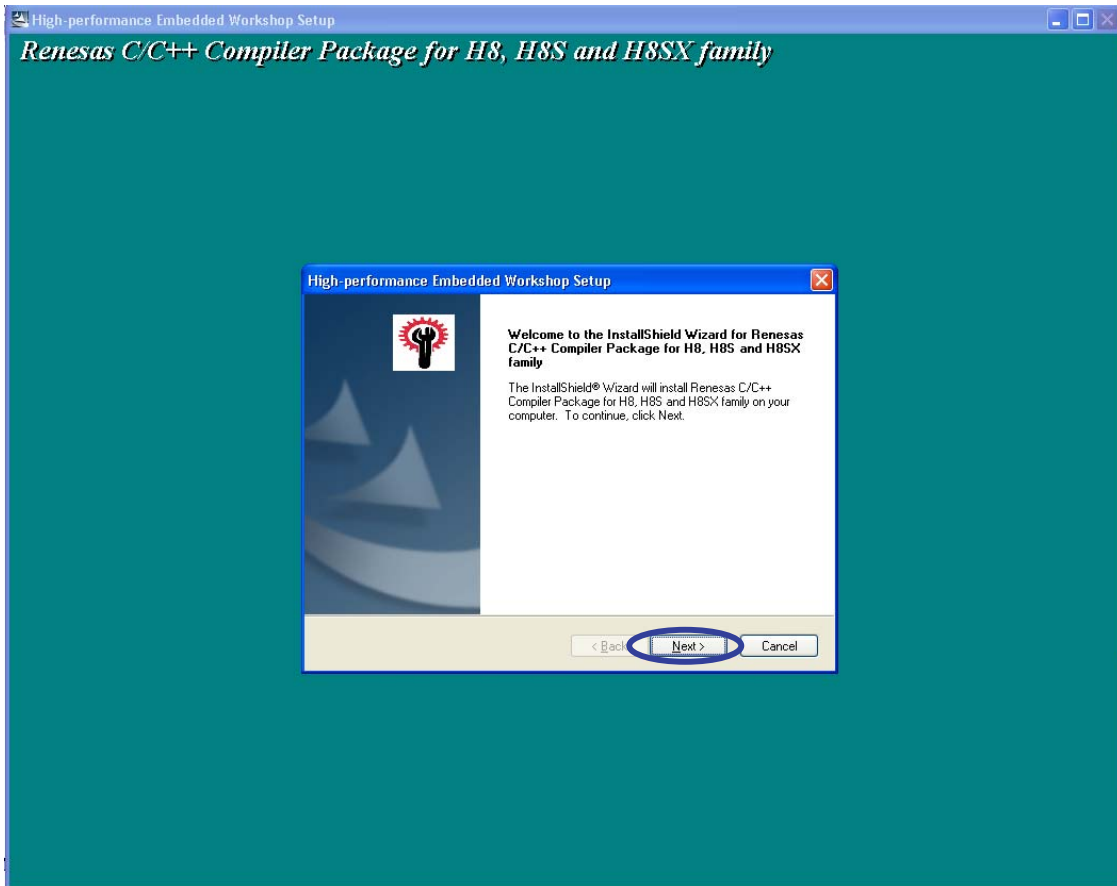 High-performance Embedded Workshop Setup
Renesas C/C++ Compiler Package for H8, H8S and H8SX family
High-performance Embedded Workshop Setup
Welcome to the InstallShield Wizard for Renesas
C/C++ Compiler Package for H8, H8S and H8SX
family
The InstallShield® Wizard will install Renesas C/C++
Compiler Package for H8, H8S and H8SX family on your
computer. To continue, click Next.
< Back Next > Cancel